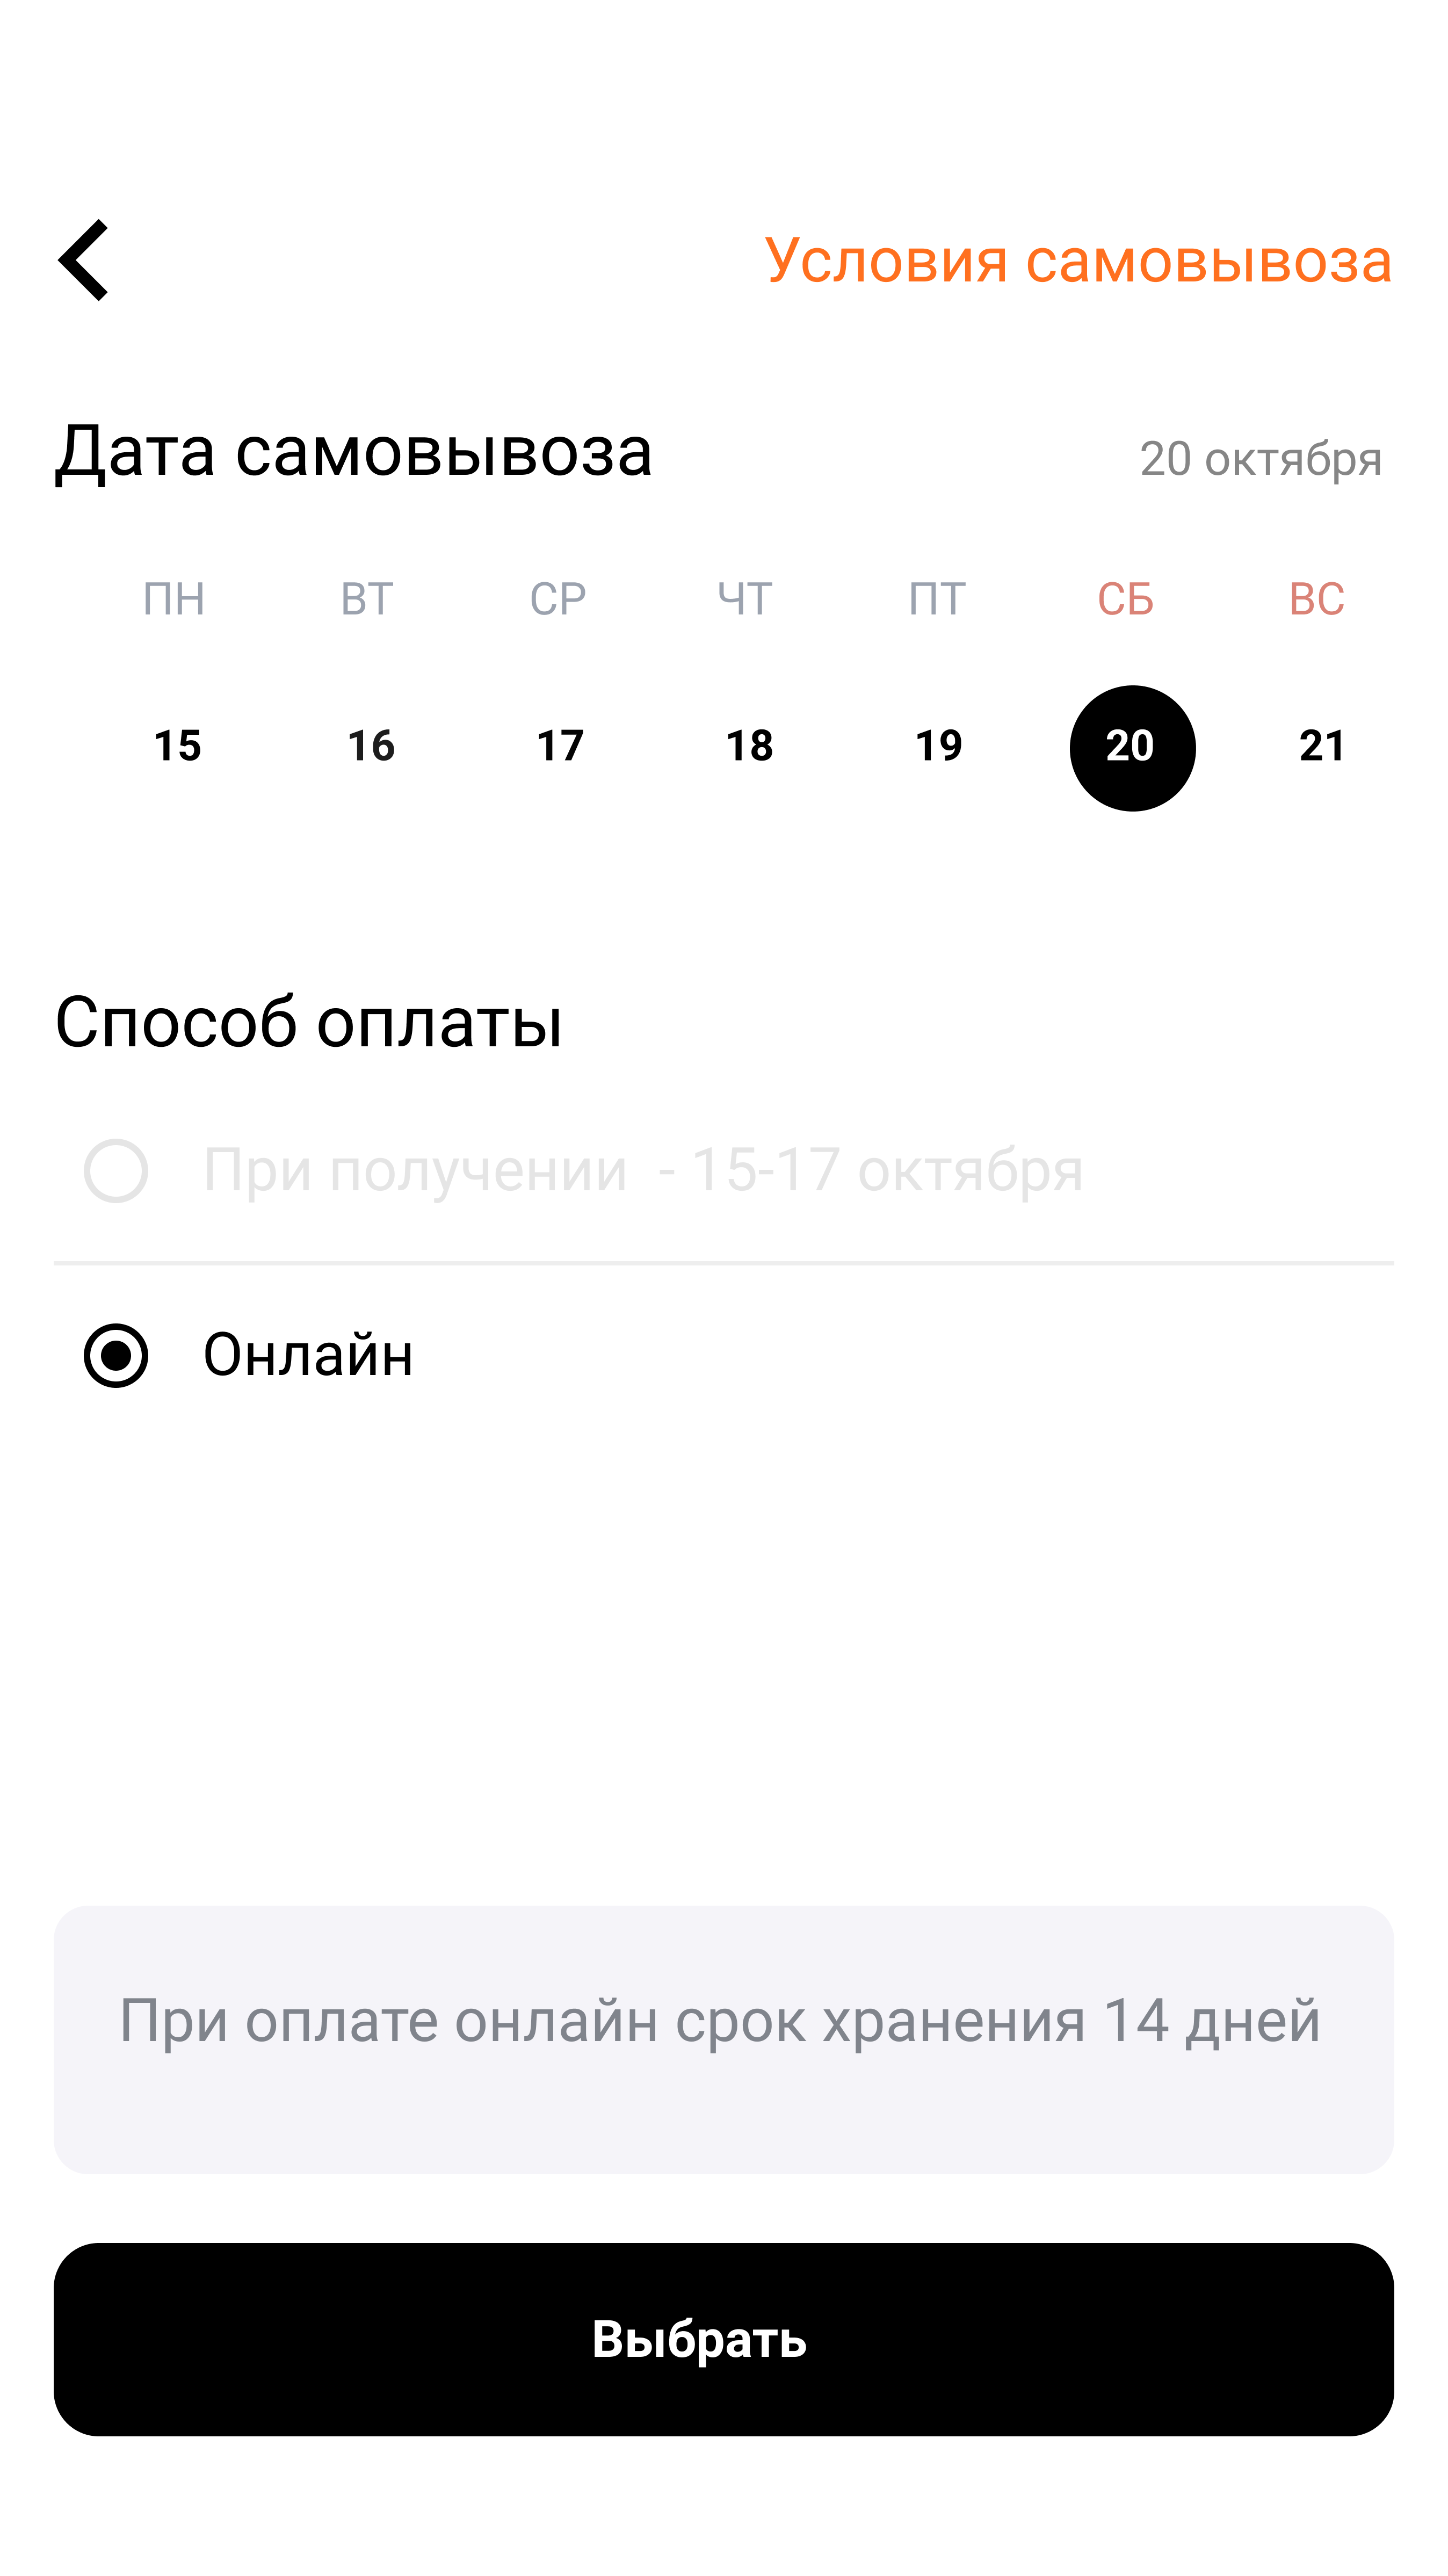 Условия самовывоза
Дата самовывоза 20 октября
ПН ВТ СР ЧТ ПТ СБ ВС
15 16 17 18 19 20 21
Способ оплаты
При получении - 15-17 октября
Онлайн
При оплате онлайн срок хранения 14 дней
Выбрать